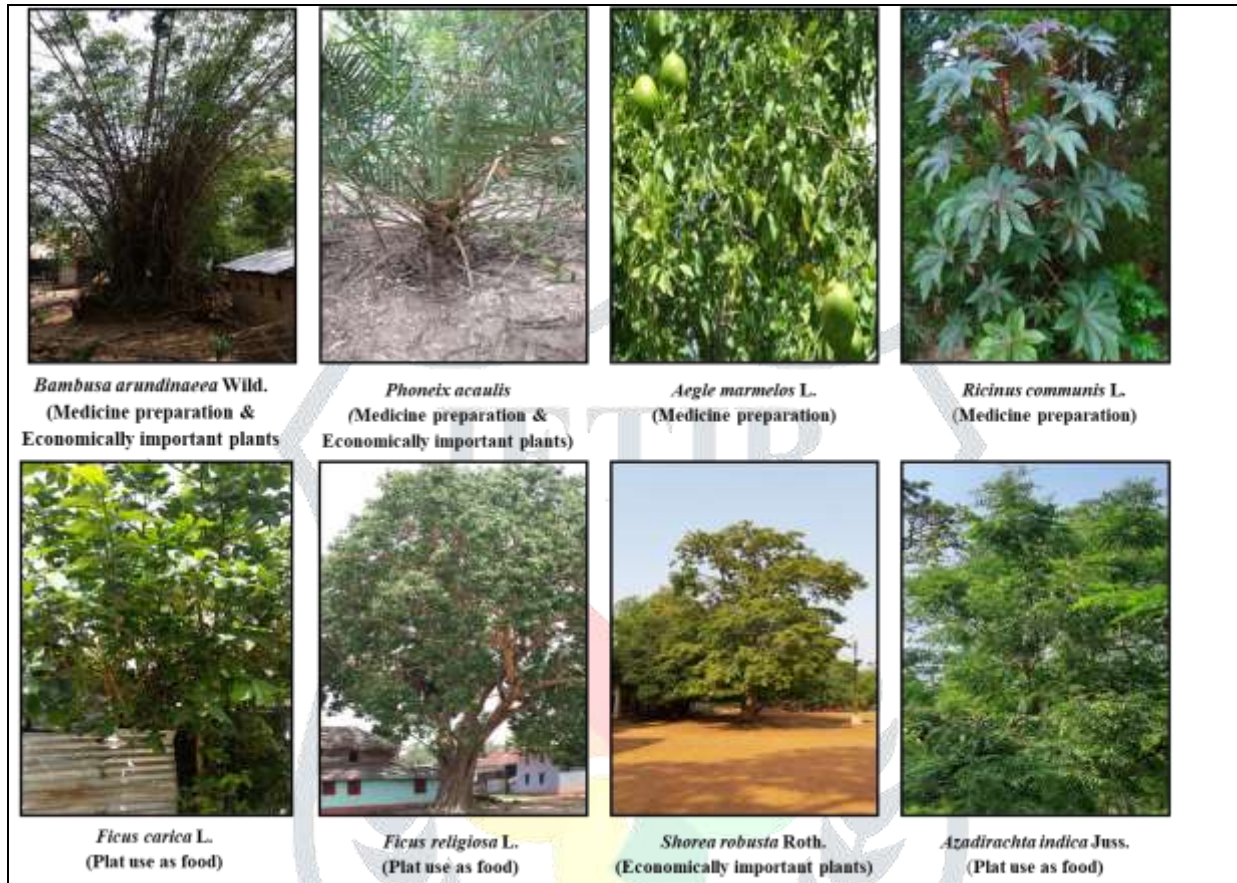 Bambusa arundinaeea Wild.
(Medicine preparation &
Economically important plants
Phoneix acaulis
(Medicine preparation &
Economically important plants)
Aegle marmelos L.
(Medicine preparation)
Ricinus communis L.
(Medicine preparation)
Ficus carica L.
(Plat use as food)
Ficus religiosa L.
(Plat use as food)
Shorea robusta Roth.
(Economically important plants)
Azadirachta indica Juss.
(Plat use as food)
JETIR